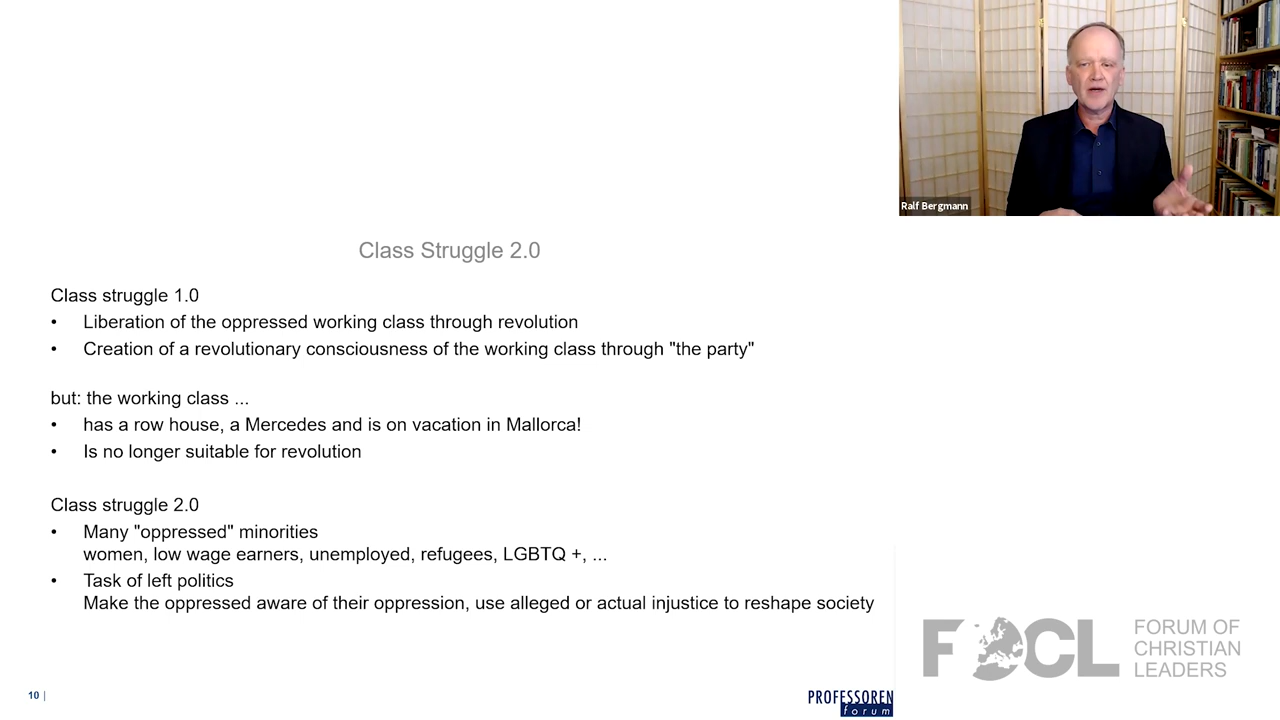 Ralf Bergmann
Class Struggle 2.0
Class struggle 1.0
• Liberation of the oppressed working class through revolution
• Creation of a revolutionary consciousness of the working class through "the party"
but: the working class ...
• has a row house, a Mercedes and is on vacation in Mallorca!
• Is no longer suitable for revolution
Class struggle 2.0
• Many "oppressed" minorities
women, low wage earners, unemployed, refugees, LGBTQ +, ...
• Task of left politics
Make the oppressed aware of their oppression, use alleged or actual injustice to reshape society
10 |
PROFESSOREN
forum
FOCL
FORUM OF
CHRISTIAN
LEADERS